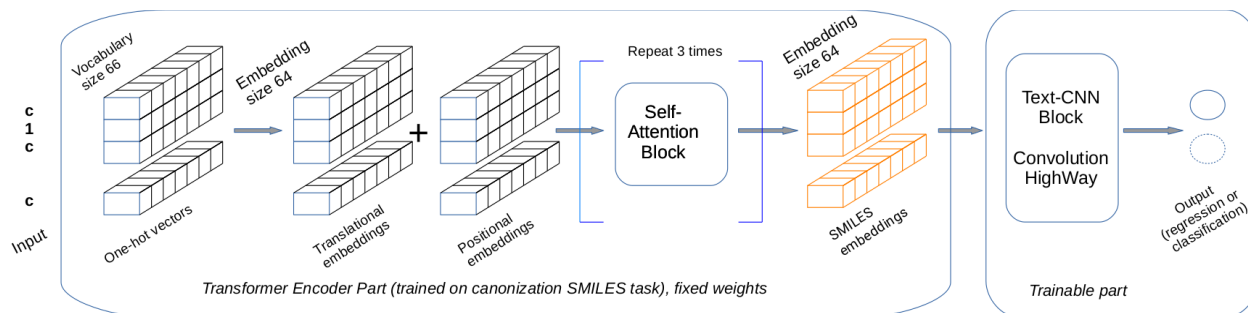 c
1
c
c
Input
Vocabulary
size 66
One-hot vectors
Embedding
size 64
Translational
embeddings
+
Positional
embeddings
Repeat 3 times
Self-
Attention
Block
Embedding
size 64
SMILES
embeddings
Transformer Encoder Part (trained on canonization SMILES task), fixed weights
Text-CNN
Block
Convolution
HighWay
Output
(regression or
classification)
Trainable part